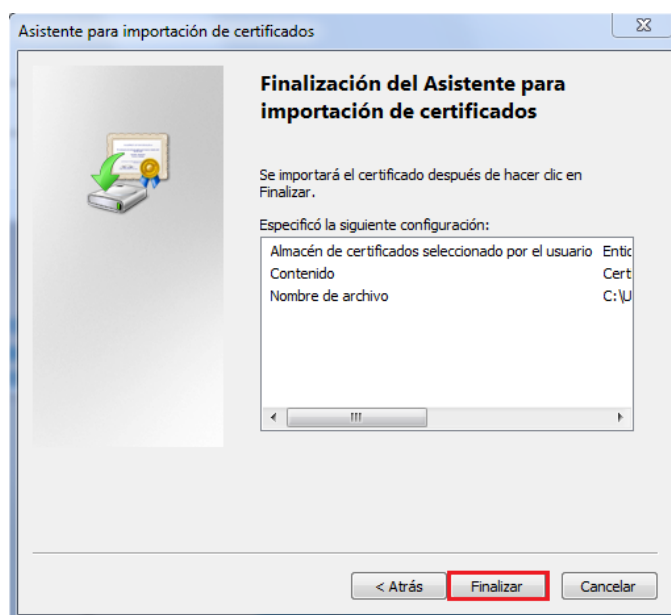 Asistente para importación de certificados
Finalización del Asistente para
importación de certificados
Se importará el certificado después de hacer clic en
Finalizar.
Especificó la siguiente configuración:
Almacén de certificados seleccionado por el usuario Entic
Contenido Cert
Nombre de archivo C:\U
< Atrás Finalizar Cancelar